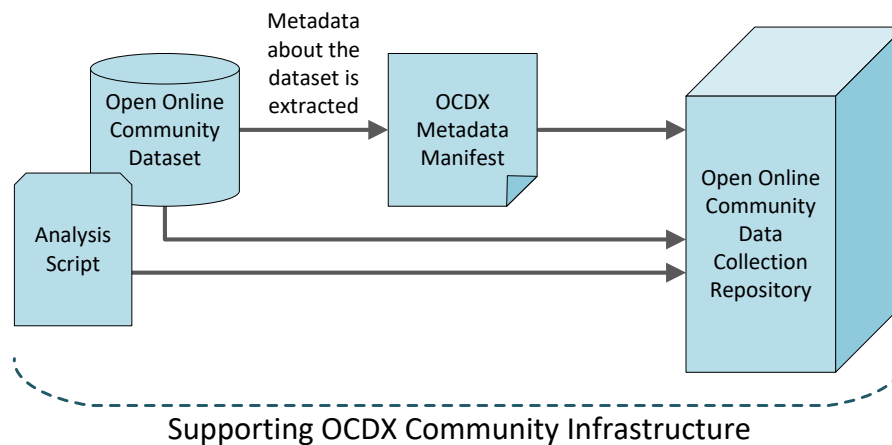 Metadata
about the
dataset is
extracted
Open Online
Community
Dataset
OCDX
Metadata
Manifest
Analysis
Script
Open Online
Community
Data
Collection
Repository
Supporting OCDX Community Infrastructure